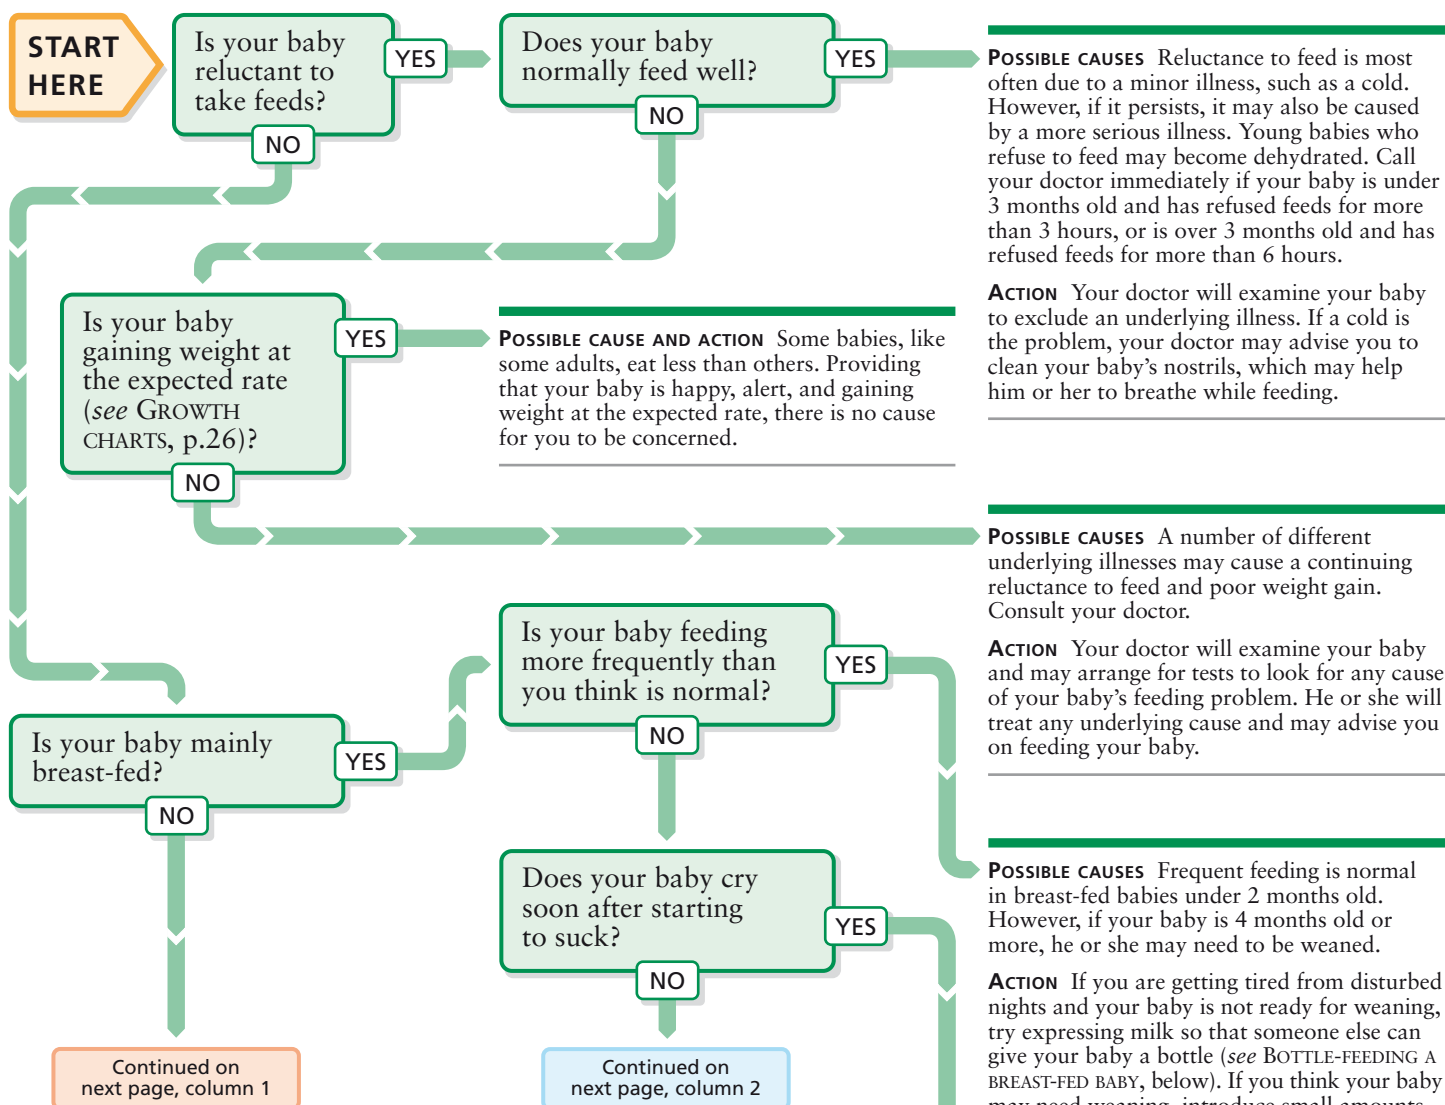 START
HERE
Is your baby
reluctant to
take feeds?
YES
NO
Does your baby
normally feed well?
YES
NO
POSSIBLE CAUSES Reluctance to feed is most
often due to a minor illness, such as a cold.
However, if it persists, it may also be caused
by a more serious illness. Young babies who
refuse to feed may become dehydrated. Call
your doctor immediately if your baby is under
3 months old and has refused feeds for more
than 3 hours, or is over 3 months old and has
refused feeds for more than 6 hours.
ACTION Your doctor will examine your baby
to exclude an underlying illness. If a cold is
the problem, your doctor may advise you to
clean your baby's nostrils, which may help
him or her to breathe while feeding.
Is your baby
gaining weight at
the expected rate
(see GROWTH
CHARTS, p.26)?
YES
NO
POSSIBLE CAUSE AND ACTION Some babies, like
some adults, eat less than others. Providing
that your baby is happy, alert, and gaining
weight at the expected rate, there is no cause
for you to be concerned.
POSSIBLE CAUSES A number of different
underlying illnesses may cause a continuing
reluctance to feed and poor weight gain.
Consult your doctor.
ACTION Your doctor will examine your baby
and may arrange for tests to look for any cause
of your baby's feeding problem. He or she will
treat any underlying cause and may advise you
on feeding your baby.
Is your baby mainly
breast-fed?
YES
NO
Is your baby feeding
more frequently than
you think is normal?
YES
NO
POSSIBLE CAUSES Frequent feeding is normal
in breast-fed babies under 2 months old.
However, if your baby is 4 months old or
more, he or she may need to be weaned.
ACTION If you are getting tired from disturbed
nights and your baby is not ready for weaning,
try expressing milk so that someone else can
give your baby a bottle (see BOTTLE-FEEDING A
BREAST-FED BABY, below). If you think your baby
may need weaning, introduce small amounts
Does your baby cry
soon after starting
to suck?
YES
NO
Continued on
next page, column 1
Continued on
next page, column 2